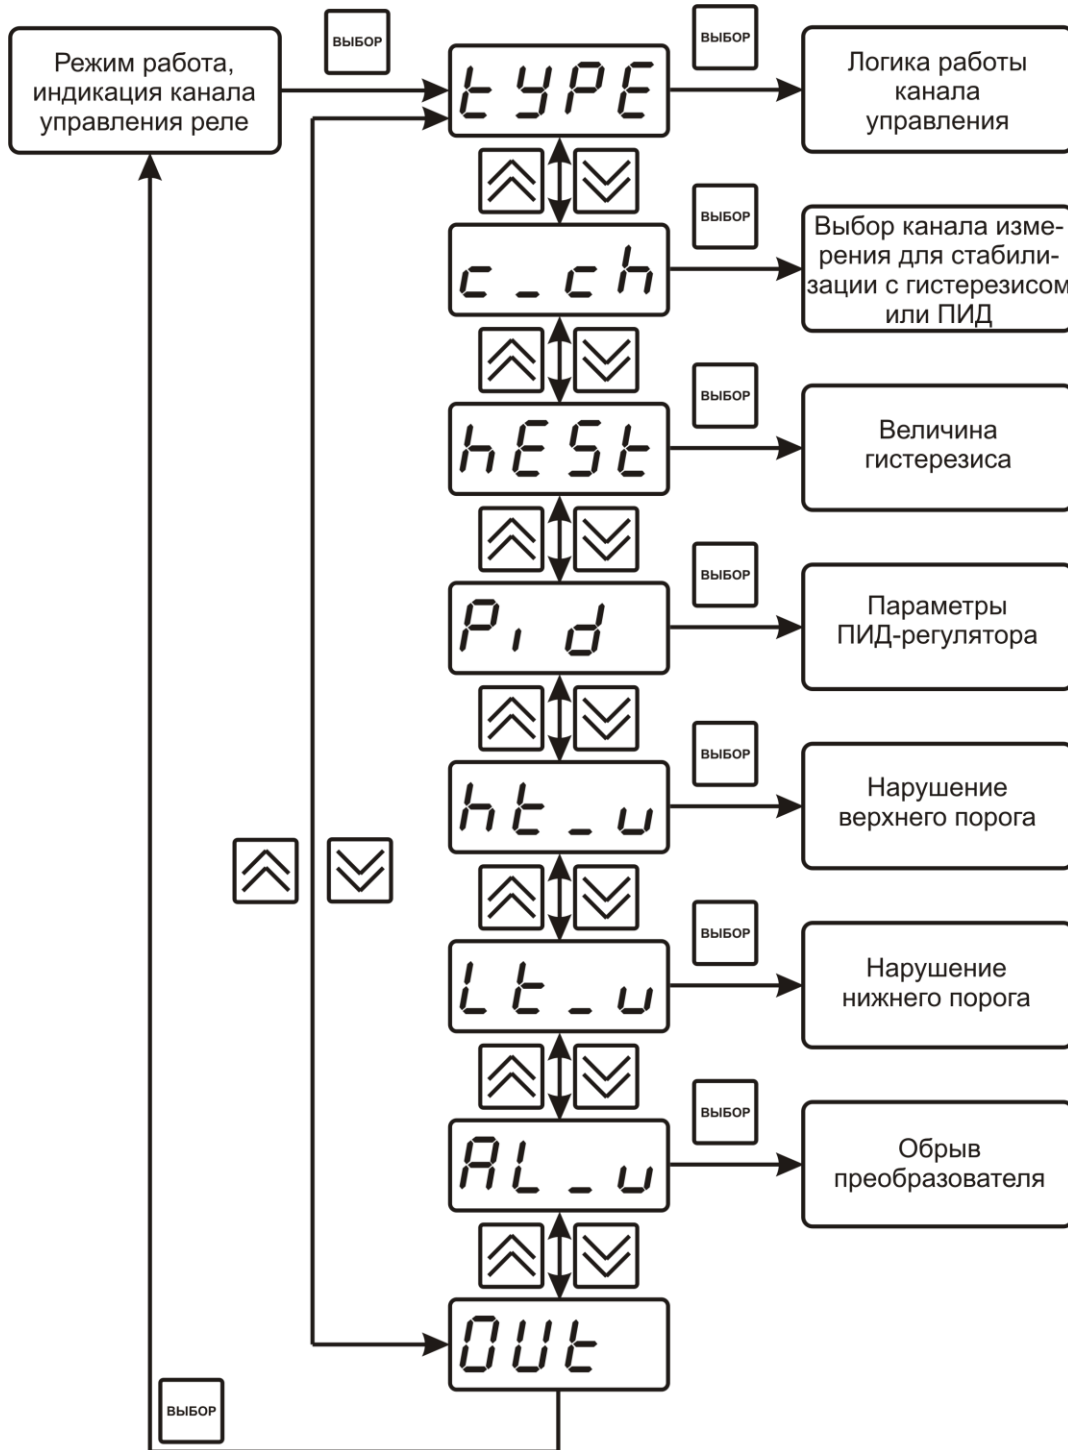 ВЫБОР
ВЫБОР
Режим работа,
индикация канала
управления реле
tYPE
Логика работы
канала
управления
ВЫБОР
c_ch
Выбор канала изме-
рения для стабили-
зации с гистерезисом
или ПИД
ВЫБОР
hESt
Величина
гистерезиса
ВЫБОР
Pid
Параметры
ПИД-регулятора
ВЫБОР
ht_u
Нарушение
верхнего порога
ВЫБОР
Lt_u
Нарушение
нижнего порога
ВЫБОР
AL_u
Обрыв
преобразователя
OUt
ВЫБОР